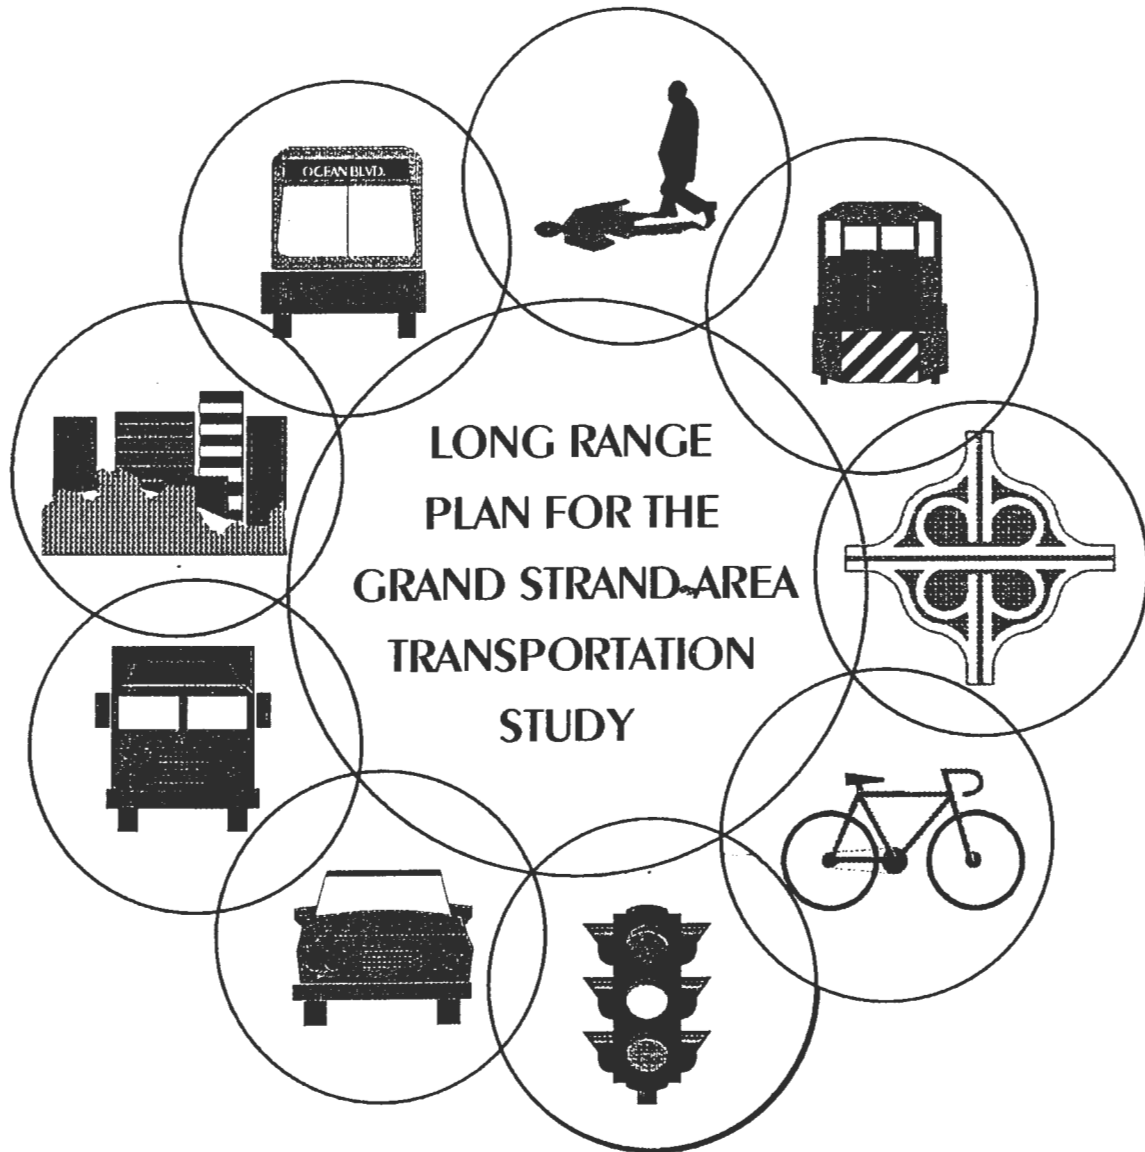 OCEAN BLVD.
LONG RANGE
PLAN FOR THE
GRAND STRAND AREA
TRANSPORTATION
STUDY